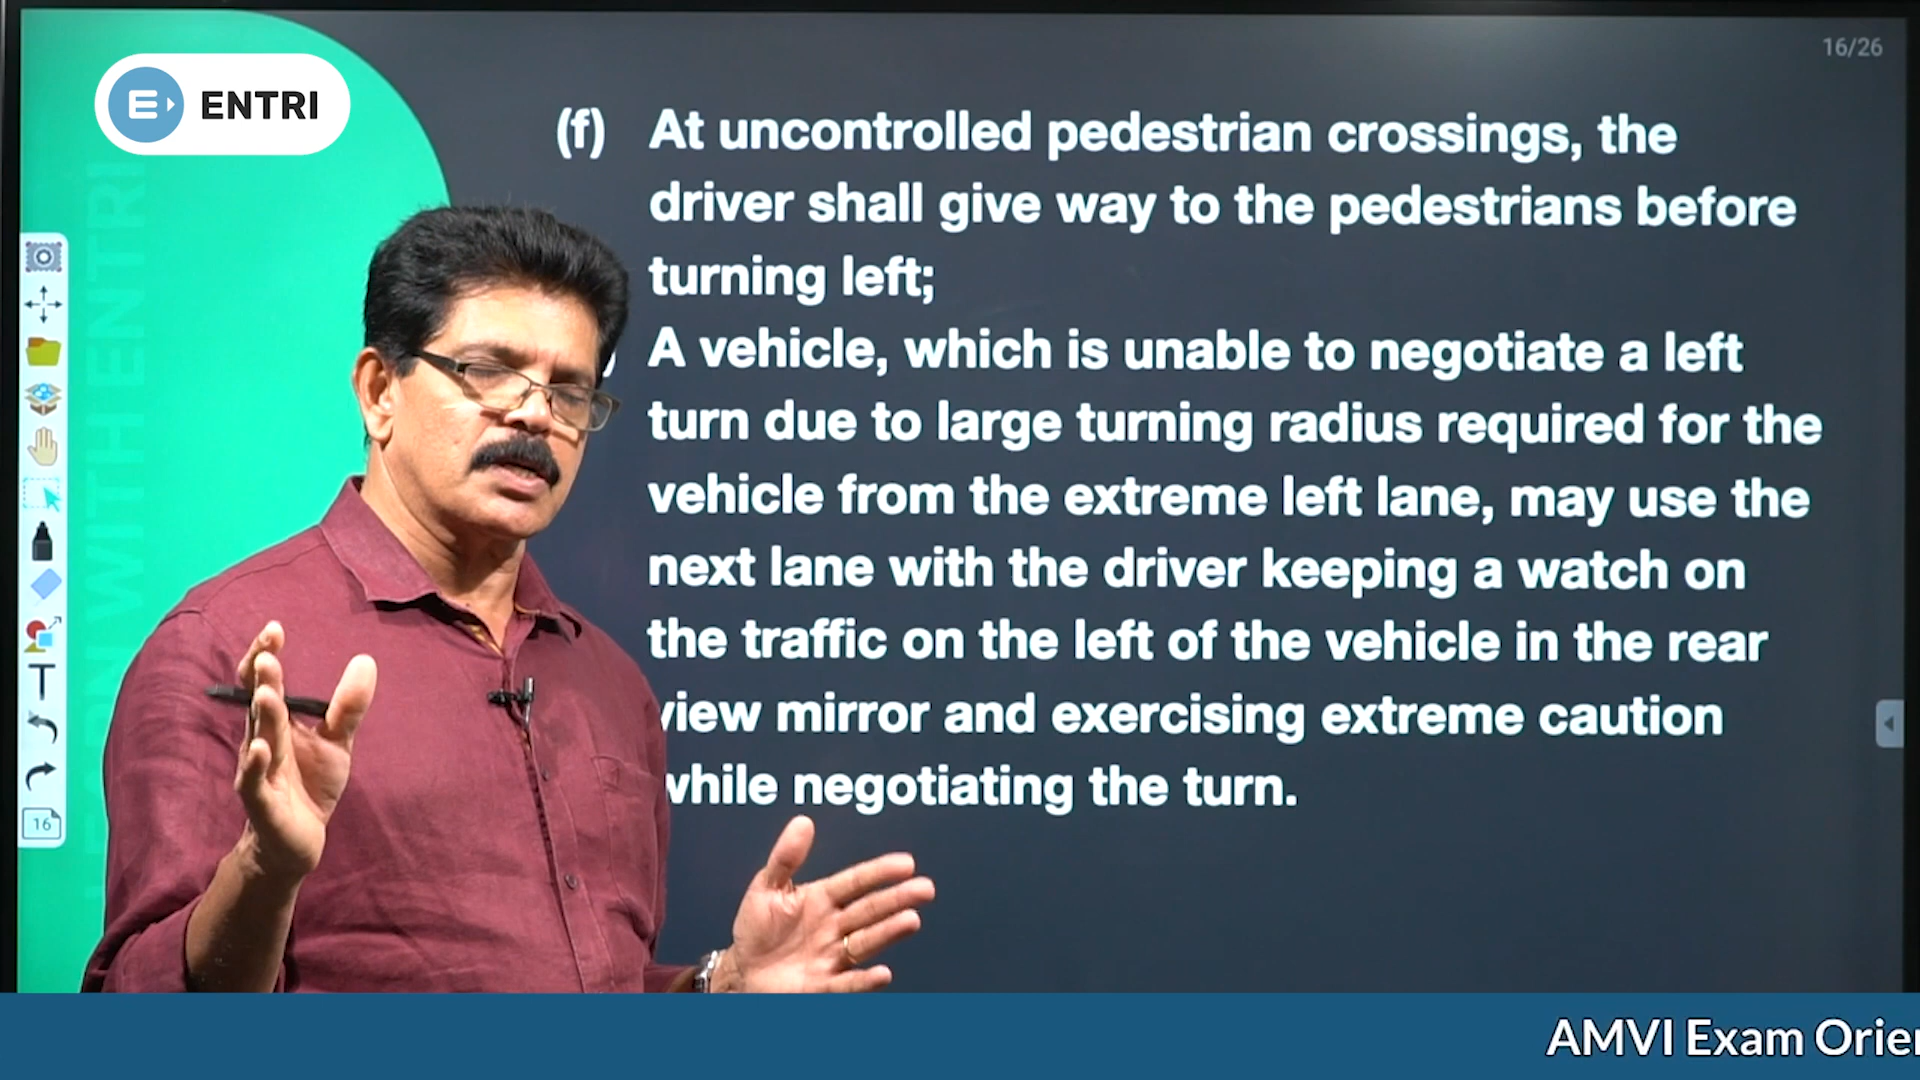 16/26
ENTRI
(f) At uncontrolled pedestrian crossings, the
driver shall give way to the pedestrians before
turning left;
) A vehicle, which is unable to negotiate a left
turn due to large turning radius required for the
vehicle from the extreme left lane, may use the
next lane with the driver keeping a watch on
the traffic on the left of the vehicle in the rear
view mirror and exercising extreme caution
while negotiating the turn.
WITH ENTRI
T
16
AMVI Exam Orie